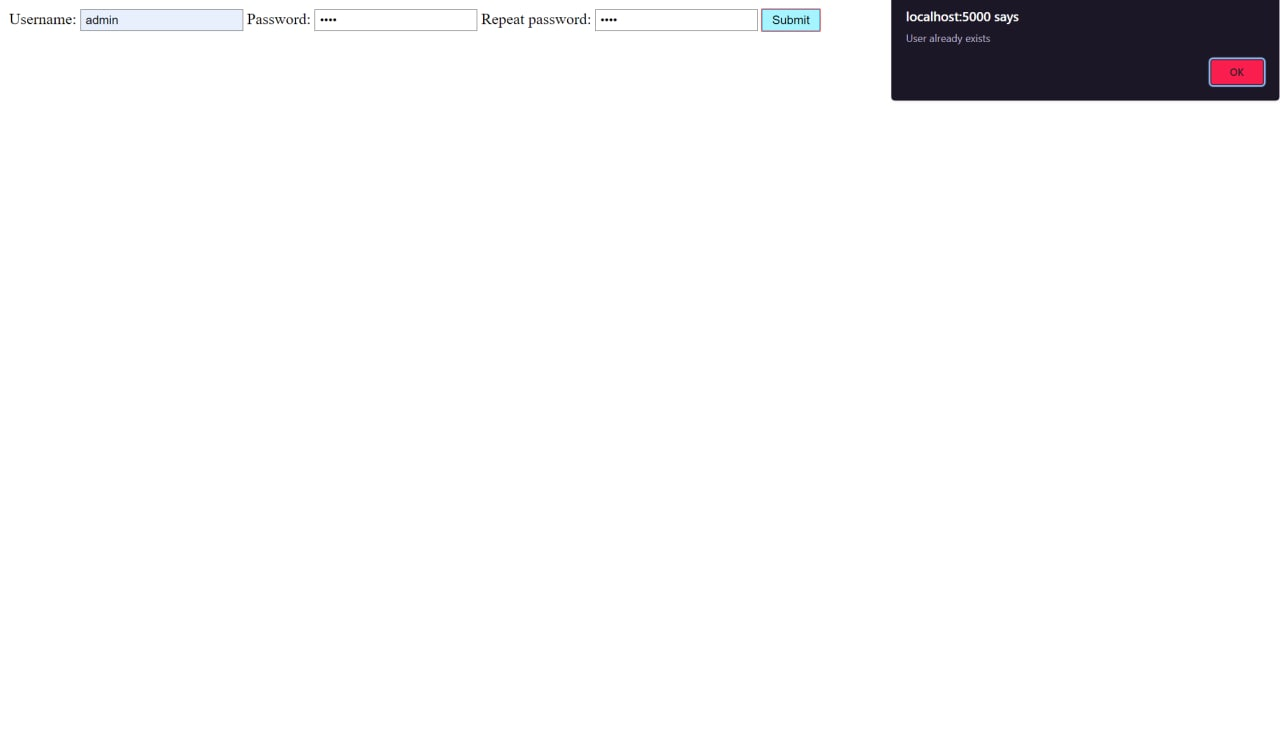 Username: admin Password: •••• Repeat password: •••• Submit
localhost:5000 says
User already exists
OK